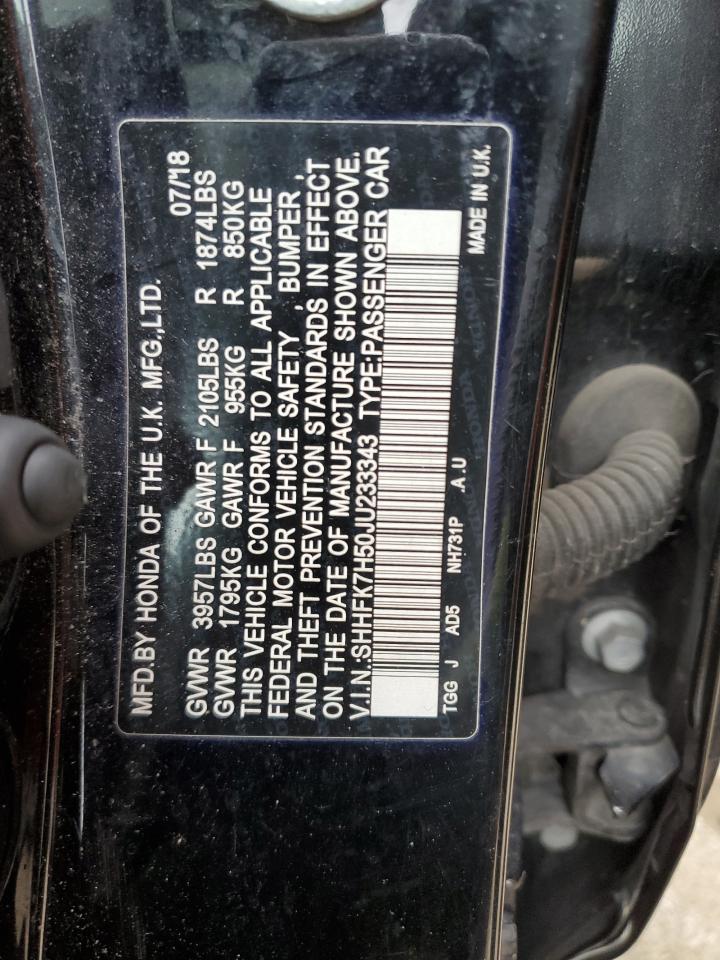 MFD.BY HONDA OF THE U.K. MFG.,LTD. 07/18
GVWR 3957LBS GAWR F 2105LBS R 1874LBS
GVWR 1795KG GAWR F 955KG R 850KG
THIS VEHICLE CONFORMS TO ALL APPLICABLE
FEDERAL MOTOR VEHICLE SAFETY , BUMPER ,
AND THEFT PREVENTION STANDARDS IN EFFECT
ON THE DATE OF MANUFACTURE SHOWN ABOVE.
V.I.N.:SHHFK7H50JU233343 TYPE:PASSENGER CAR
TGG J AD5 NH731P .A.U
MADE IN U.K.